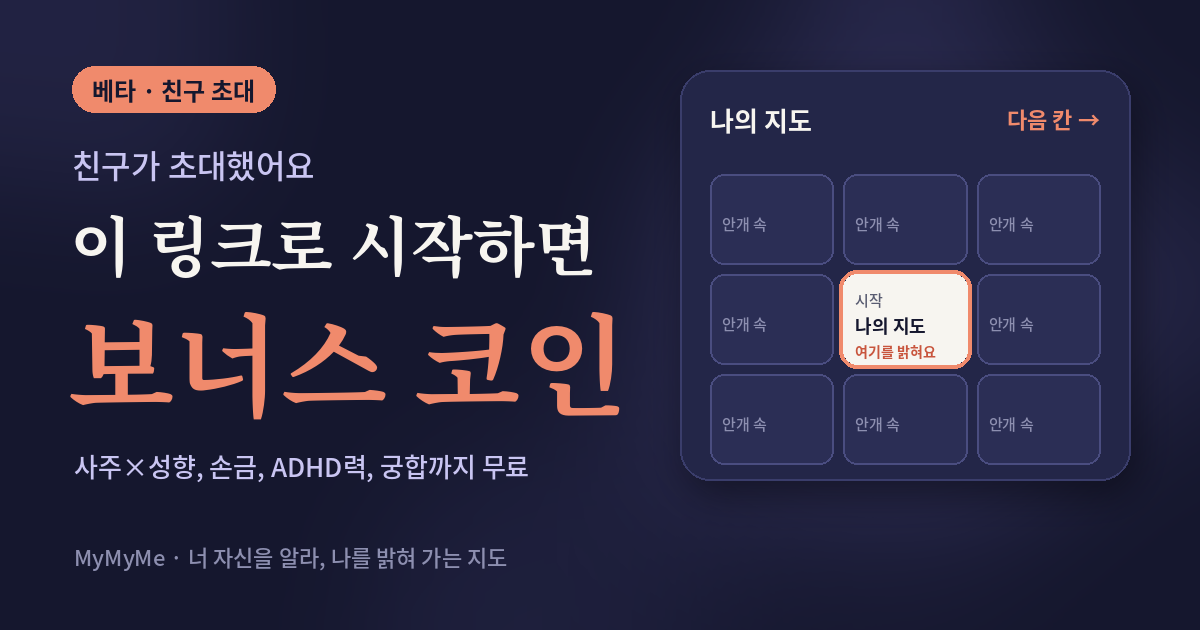 베타 · 친구 초대
친구가 초대했어요
이 링크로 시작하면
보너스 코인
사주×성향, 손금, ADHD력, 궁합까지 무료
MyMyMe · 너 자신을 알라, 나를 밝혀 가는 지도
나의 지도
다음 칸 →
안개 속
안개 속
안개 속
안개 속
시작
나의 지도
여기를 밝혀요
안개 속
안개 속
안개 속
안개 속